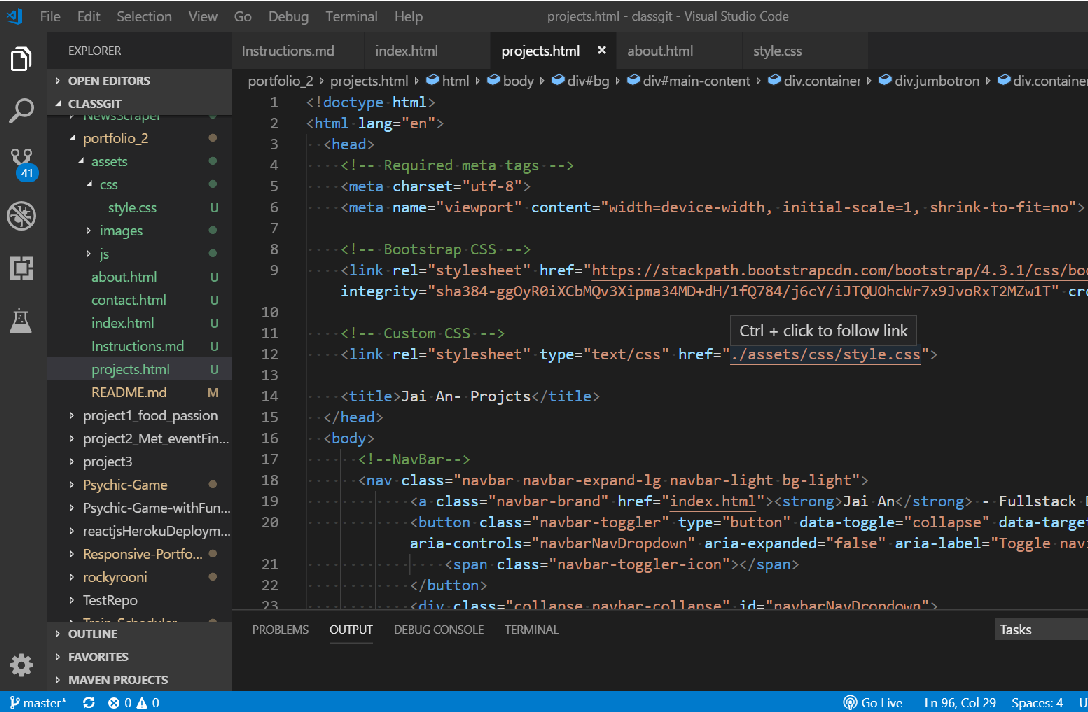 File Edit Selection View Go Debug Terminal Help projects.html - classgit - Visual Studio Code
EXPLORER
Instructions.md index.html projects.html × about.html style.css
OPEN EDITORS
portfolio_2 › projects.html › html › body › div#bg › div#main-content › div.container › div.jumbotron › div.container
CLASSGIT
NewsScraper
portfolio_2
assets
css
style.css U
images
js
about.html U
contact.html U
index.html U
Instructions.md U
projects.html U
README.md M
project1_food_passion
project2_Met_eventFin...
project3
Psychic-Game
Psychic-Game-withFun...
reactjsHerokuDeploym...
Responsive-Portfo...
rockyrooni
TestRepo
Train-Scheduler
OUTLINE
FAVORITES
MAVEN PROJECTS
41
1 <!doctype html>
2 <html lang="en">
3 <head>
4 <!-- Required meta tags -->
5 <meta charset="utf-8">
6 <meta name="viewport" content="width=device-width, initial-scale=1, shrink-to-fit=no">
7
8 <!-- Bootstrap CSS -->
9 <link rel="stylesheet" href="https://stackpath.bootstrapcdn.com/bootstrap/4.3.1/css/boo
integrity="sha384-ggOyR0iXCbMQv3Xipma34MD+dH/1fQ784/j6cY/iJTQUOhcWr7x9JvoRxT2MZw1T" cro
10
11 <!-- Custom CSS -->
Ctrl + click to follow link
12 <link rel="stylesheet" type="text/css" href="./assets/css/style.css">
13
14 <title>Jai An- Projcts</title>
15 </head>
16 <body>
17 <!--NavBar-->
18 <nav class="navbar navbar-expand-lg navbar-light bg-light">
19 <a class="navbar-brand" href="index.html"><strong>Jai An</strong> - Fullstack
20 <button class="navbar-toggler" type="button" data-toggle="collapse" data-target
aria-controls="navbarNavDropdown" aria-expanded="false" aria-label="Toggle navi
21 <span class="navbar-toggler-icon"></span>
22 </button>
23 <div class="collapse navbar-collapse" id="navbarNavDropdown">
PROBLEMS OUTPUT DEBUG CONSOLE TERMINAL Tasks
master* 0 0 Go Live Ln 96, Col 29 Spaces: 4 U